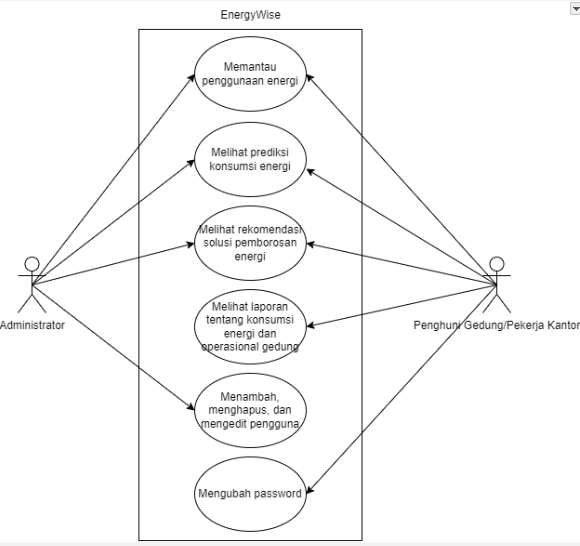 EnergyWise
Memantau
penggunaan energi
Melihat prediksi
konsumsi energi
Melihat rekomendasi
solusi pemborosan
energi
Melihat laporan
tentang konsumsi
energi dan
operasional gedung
Administrator
Penghuni Gedung/Pekerja Kantor
Menambah,
menghapus, dan
mengedit pengguna
Mengubah password